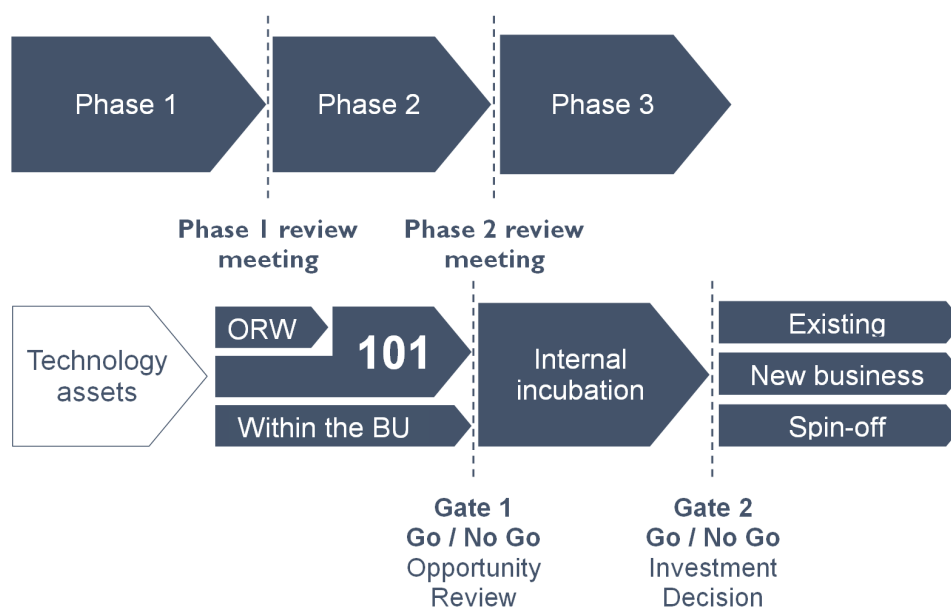 Phase 1
Phase 2
Phase 3
Phase 1 review
meeting
Phase 2 review
meeting
Technology
assets
ORW
101
Within the BU
Internal
incubation
Existing
New business
Spin-off
Gate 1
Go / No Go
Opportunity
Review
Gate 2
Go / No Go
Investment
Decision